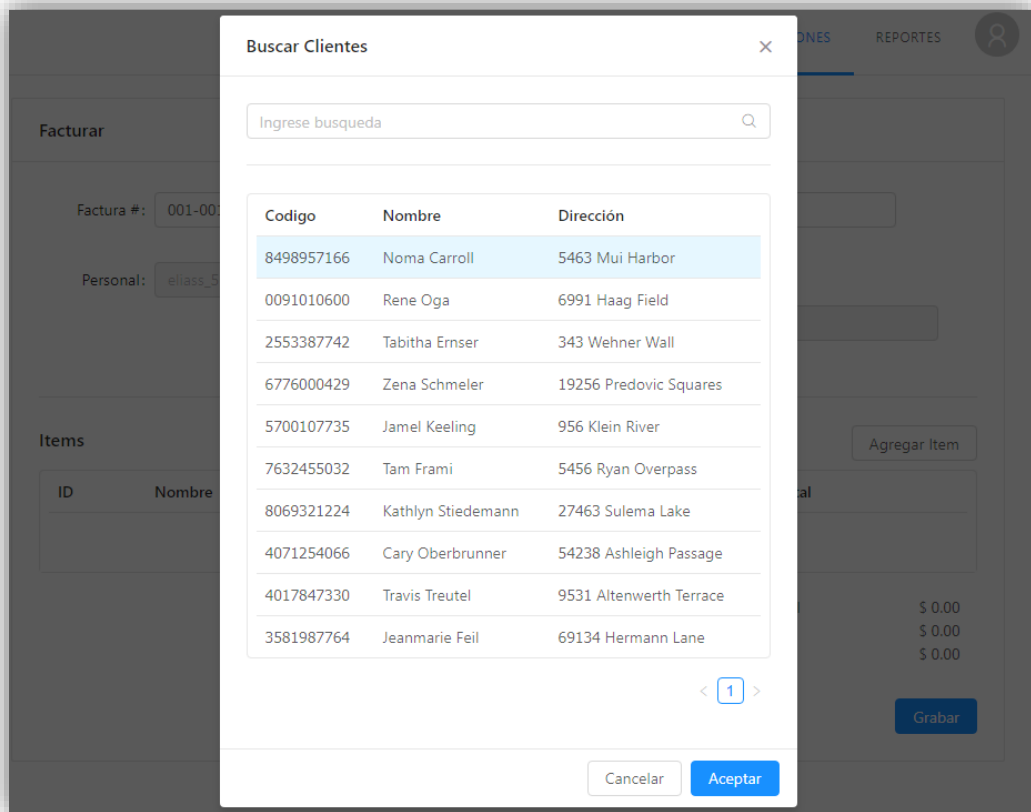 Buscar Clientes
ONES REPORTES
Ingrese busqueda
Facturar
Factura #: 001-001
Personal: eliass_5
Codigo Nombre Dirección
8498957166 Noma Carroll 5463 Mui Harbor
0091010600 Rene Oga 6991 Haag Field
2553387742 Tabitha Ernser 343 Wehner Wall
6776000429 Zena Schmeler 19256 Predovic Squares
5700107735 Jamel Keeling 956 Klein River
7632455032 Tam Frami 5456 Ryan Overpass
8069321224 Kathlyn Stiedemann 27463 Sulema Lake
4071254066 Cary Oberbrunner 54238 Ashleigh Passage
4017847330 Travis Treutel 9531 Altenwerth Terrace
3581987764 Jeanmarie Feil 69134 Hermann Lane
Items
Agregar Item
ID Nombre tal
$ 0.00
$ 0.00
$ 0.00
< 1 >
Grabar
Cancelar Aceptar